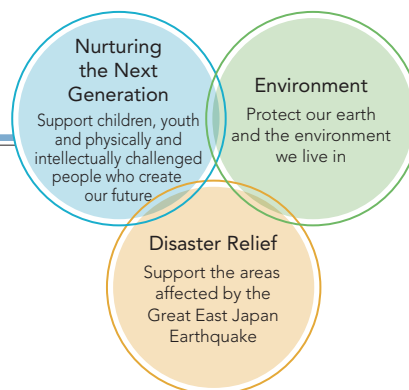 Nurturing
the Next
Generation
Support children, youth
and physically and
intellectually challenged
people who create
our future
Environment
Protect our earth
and the environment
we live in
Disaster Relief
Support the areas
affected by the
Great East Japan
Earthquake